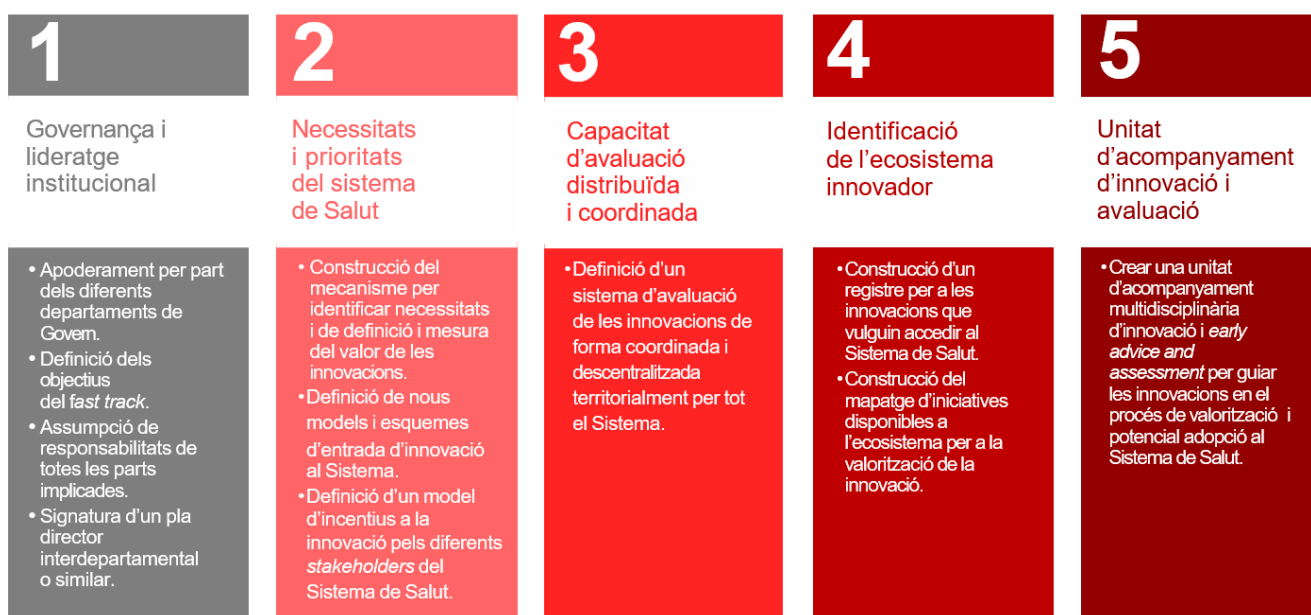 1
Governança i
lideratge
institucional
• Apoderament per part
dels diferents
departaments de
Govern.
• Definició dels
objectius
del fast track.
• Assumpció de
responsabilitats de
totes les parts
implicades.
• Signatura d'un pla
director
interdepartamental
o similar.
2
Necessitats
i prioritats
del sistema
de Salut
• Construcció del
mecanisme per
identificar necessitats
i de definició i mesura
del valor de les
innovacions.
• Definició de nous
models i esquemes
d'entrada d'innovació
al Sistema.
• Definició d'un model
d'incentius a la
innovació pels diferents
stakeholders del
Sistema de Salut.
3
Capacitat
d'avaluació
distribuïda
i coordinada
• Definició d'un
sistema d'avaluació
de les innovacions de
forma coordinada i
descentralitzada
territorialment per tot
el Sistema.
4
Identificació
de l'ecosistema
innovador
• Construcció d'un
registre per a les
innovacions que
vulguin accedir al
Sistema de Salut.
• Construcció del
mapatge d'iniciatives
disponibles a
l'ecosistema per a la
valorització de la
innovació.
5
Unitat
d'acompanyament
d'innovació i
avaluació
• Crear una unitat
d'acompanyament
multidisciplinària
d'innovació i early
advice and
assessment per guiar
les innovacions en el
procés de valorització i
potencial adopció al
Sistema de Salut.